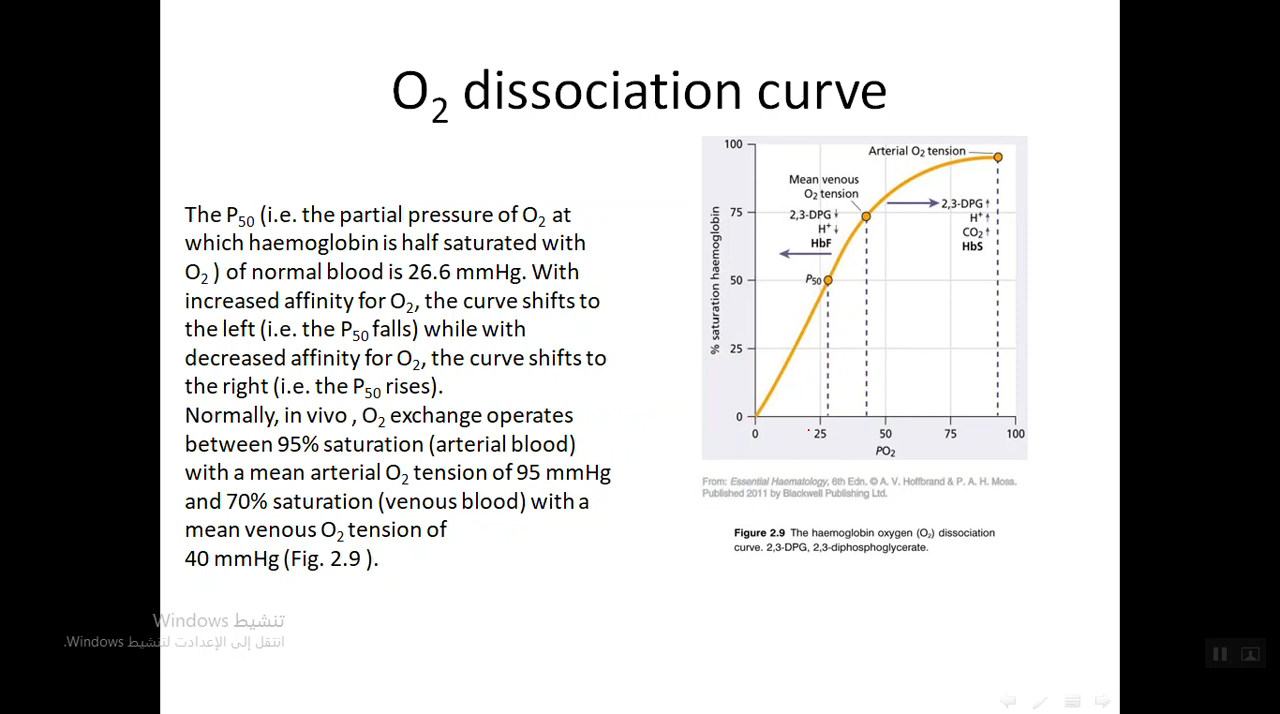 O₂ dissociation curve
The P₅₀ (i.e. the partial pressure of O₂ at
which haemoglobin is half saturated with
O₂ ) of normal blood is 26.6 mmHg. With
increased affinity for O₂, the curve shifts to
the left (i.e. the P₅₀ falls) while with
decreased affinity for O₂, the curve shifts to
the right (i.e. the P₅₀ rises).
Normally, in vivo , O₂ exchange operates
between 95% saturation (arterial blood)
with a mean arterial O₂ tension of 95 mmHg
and 70% saturation (venous blood) with a
mean venous O₂ tension of
40 mmHg (Fig. 2.9 ).
100
75
50
25
0
% saturation haemoglobin
Arterial O₂ tension
Mean venous
O₂ tension
2,3-DPG↓
H⁺↓
HbF
2,3-DPG↑
H⁺↑
CO₂↑
HbS
P₅₀
0 25 50 75 100
PO₂
From: Essential Haematology, 6th Edn. © A. V. Hoffbrand & P. A. H. Moss.
Published 2011 by Blackwell Publishing Ltd.
Figure 2.9 The haemoglobin oxygen (O₂) dissociation
curve. 2,3-DPG, 2,3-diphosphoglycerate.
تنشيط Windows
انتقل إلى الإعدادات لتنشيط Windows.